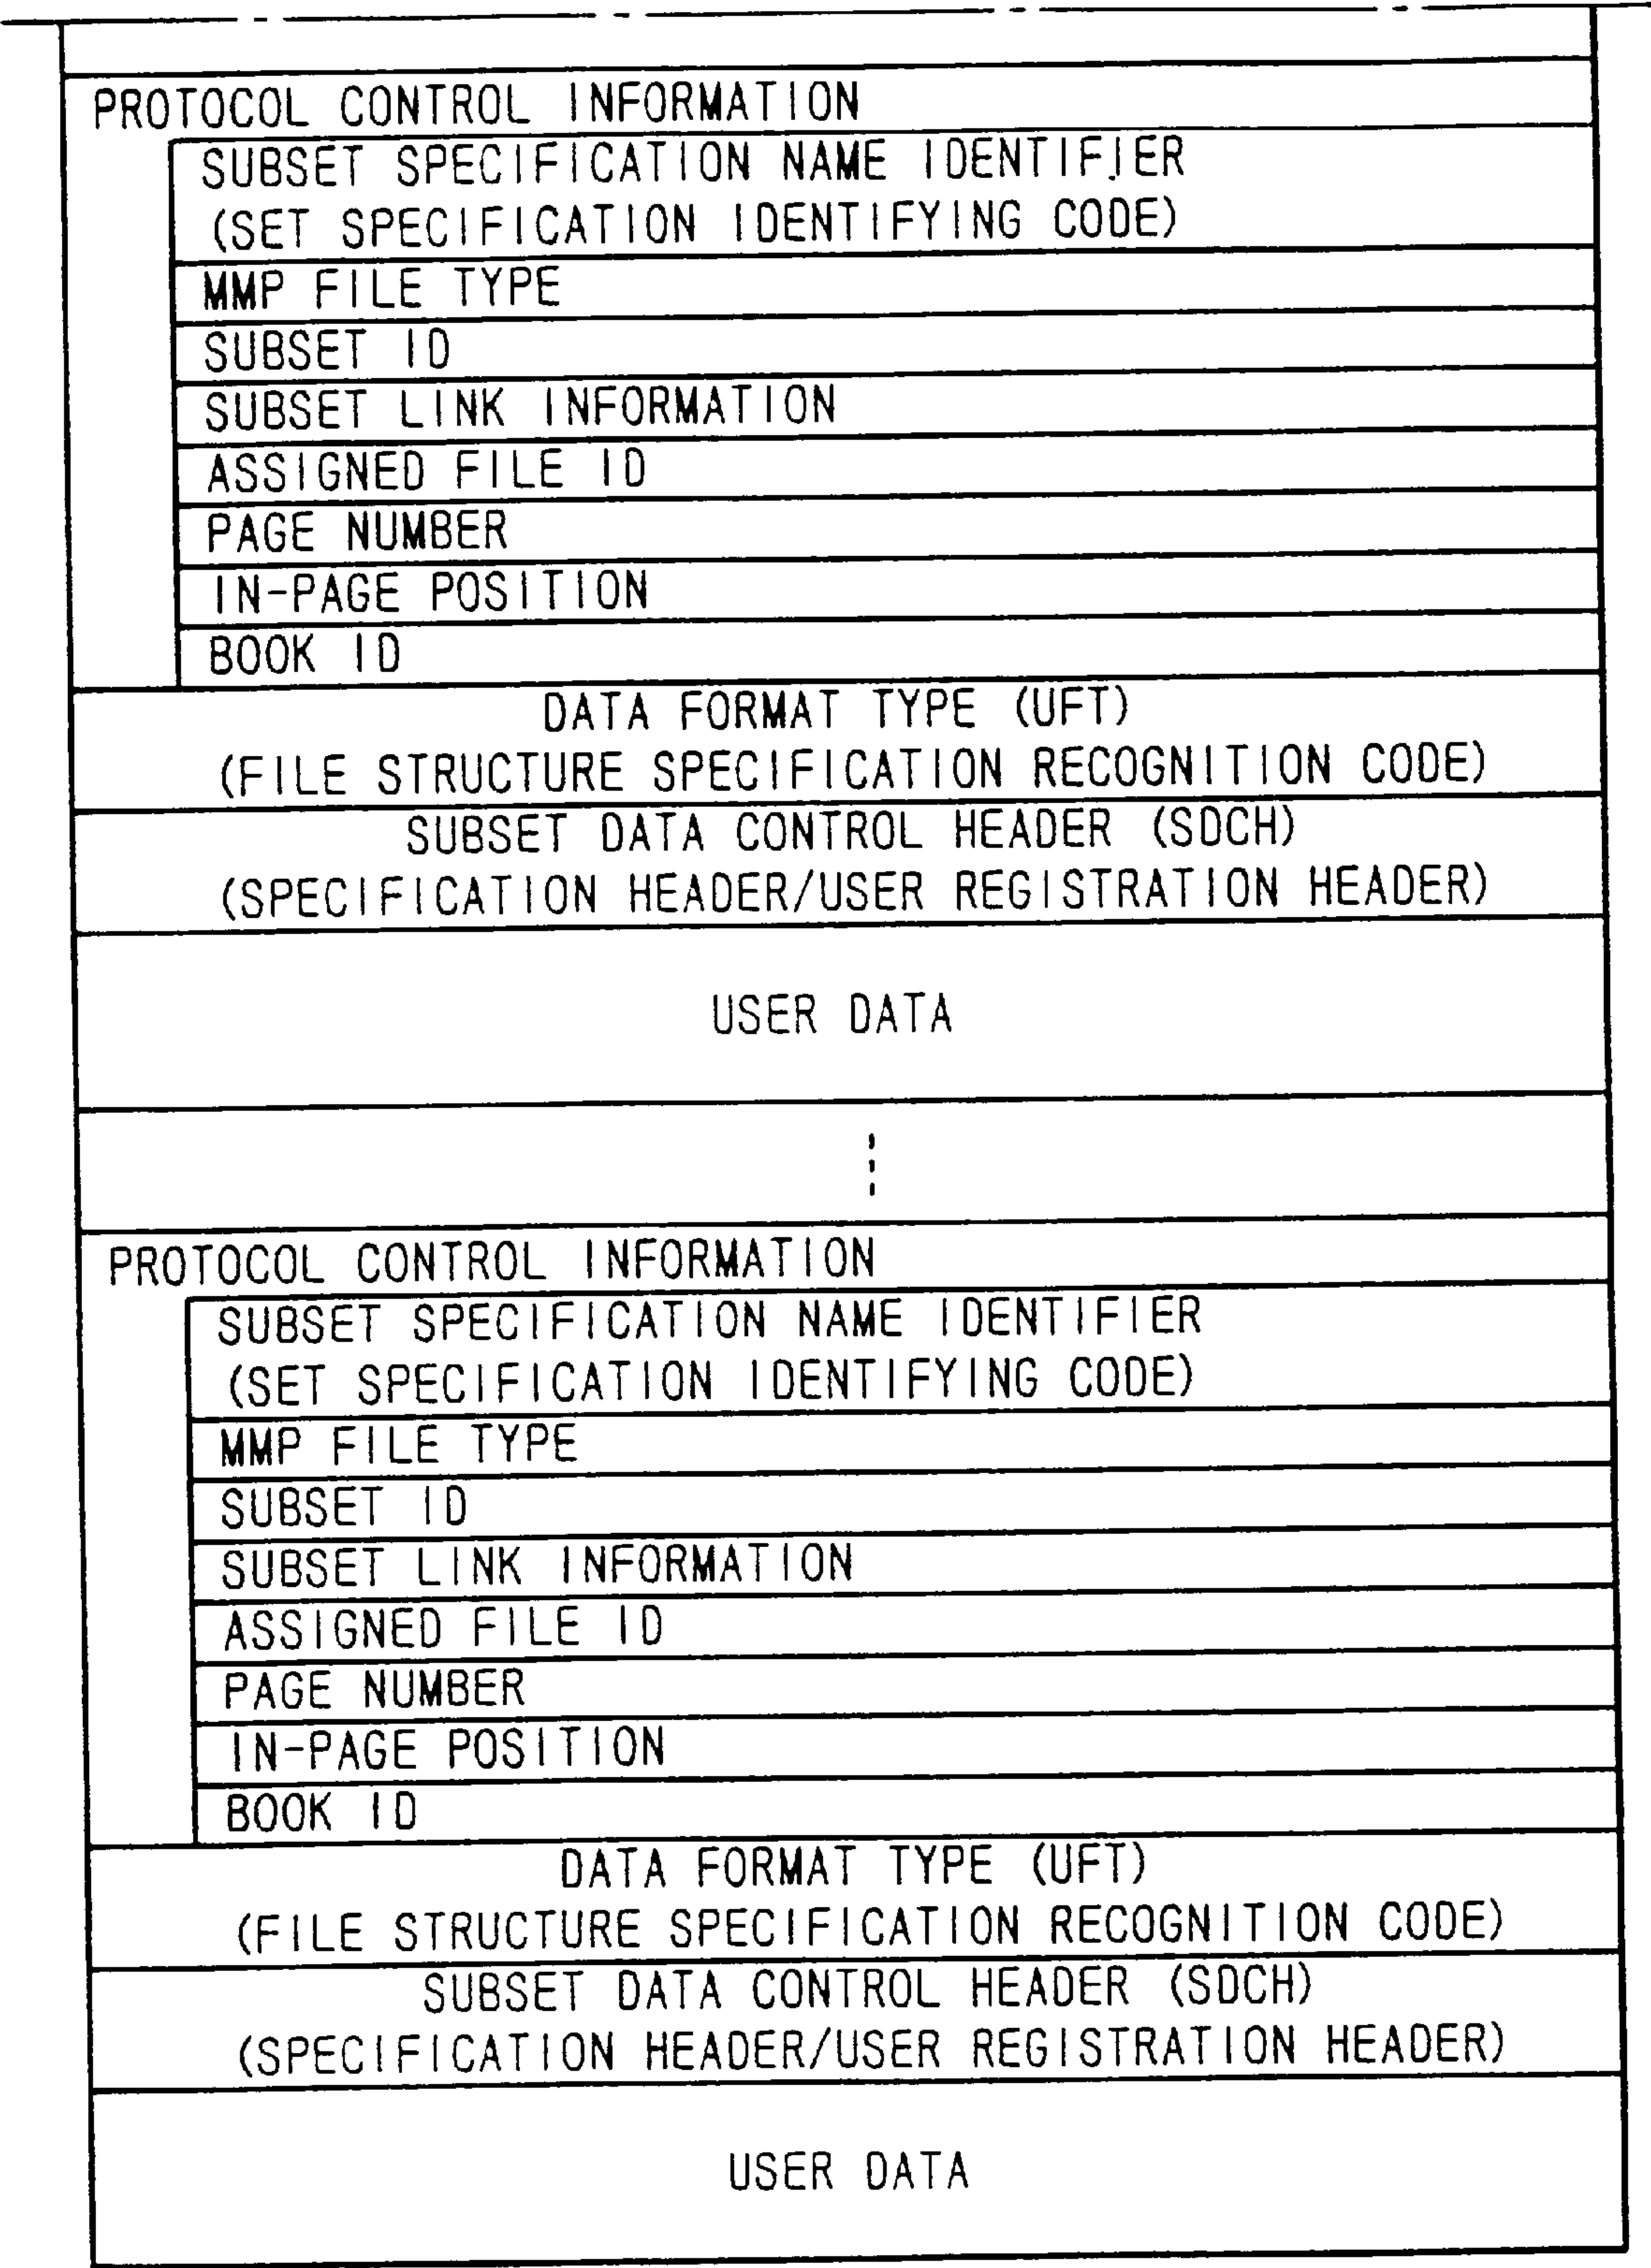 PROTOCOL CONTROL INFORMATION
SUBSET SPECIFICATION NAME IDENTIFIER
(SET SPECIFICATION IDENTIFYING CODE)
MMP FILE TYPE
SUBSET ID
SUBSET LINK INFORMATION
ASSIGNED FILE ID
PAGE NUMBER
IN-PAGE POSITION
BOOK ID
DATA FORMAT TYPE (UFT)
(FILE STRUCTURE SPECIFICATION RECOGNITION CODE)
SUBSET DATA CONTROL HEADER (SDCH)
(SPECIFICATION HEADER/USER REGISTRATION HEADER)
USER DATA
PROTOCOL CONTROL INFORMATION
SUBSET SPECIFICATION NAME IDENTIFIER
(SET SPECIFICATION IDENTIFYING CODE)
MMP FILE TYPE
SUBSET ID
SUBSET LINK INFORMATION
ASSIGNED FILE ID
PAGE NUMBER
IN-PAGE POSITION
BOOK ID
DATA FORMAT TYPE (UFT)
(FILE STRUCTURE SPECIFICATION RECOGNITION CODE)
SUBSET DATA CONTROL HEADER (SDCH)
(SPECIFICATION HEADER/USER REGISTRATION HEADER)
USER DATA